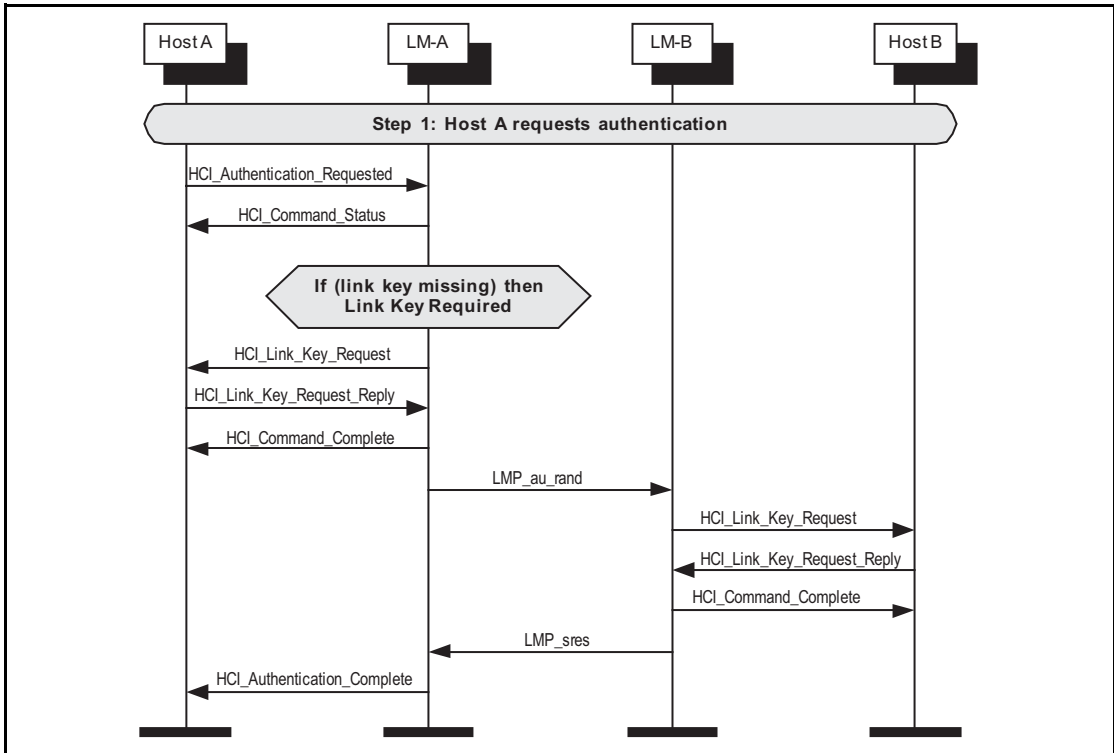 Host A
LM-A
LM-B
Host B
Step 1: Host A requests authentication
HCI_Authentication_Requested
HCI_Command_Status
If (link key missing) then
Link Key Required
HCI_Link_Key_Request
HCI_Link_Key_Request_Reply
HCI_Command_Complete
LMP_au_rand
HCI_Link_Key_Request
HCI_Link_Key_Request_Reply
HCI_Command_Complete
LMP_sres
HCI_Authentication_Complete